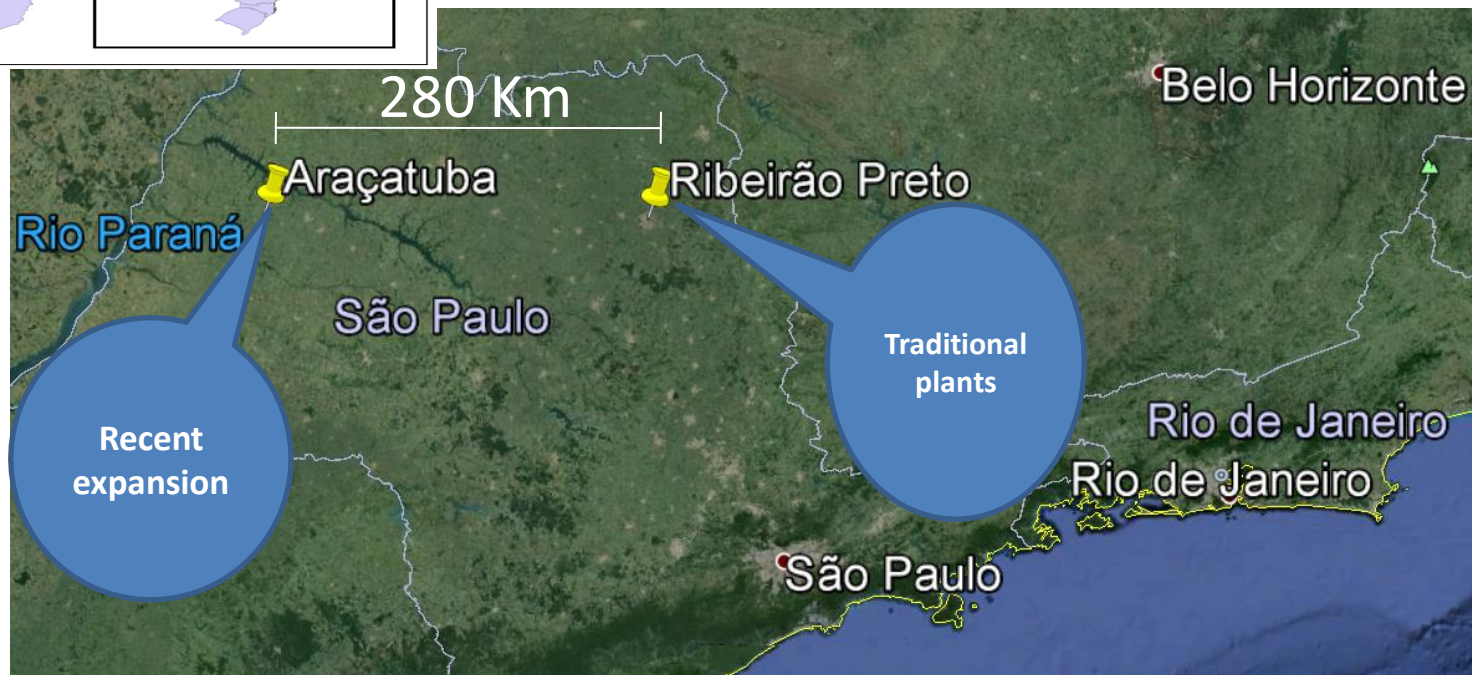 280 Km
Belo Horizonte
Araçatuba
Ribeirão Preto
Rio Paraná
São Paulo
Traditional
plants
Recent
expansion
Rio de Janeiro
Rio de Janeiro
São Paulo